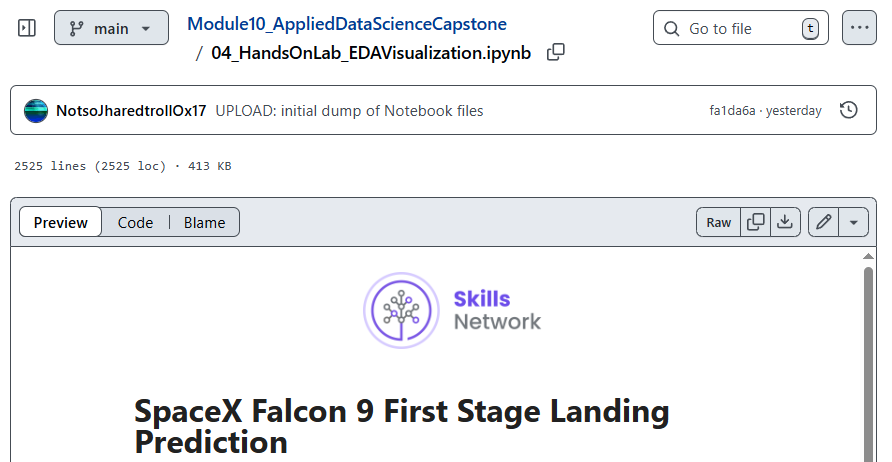 main
Module10_AppliedDataScienceCapstone
/ 04_HandsOnLab_EDAVisualization.ipynb
Go to file
t
NotsoJharedtrollOx17 UPLOAD: initial dump of Notebook files
fa1da6a · yesterday
2525 lines (2525 loc) · 413 KB
Preview Code Blame
Raw
Skills
Network
SpaceX Falcon 9 First Stage Landing
Prediction